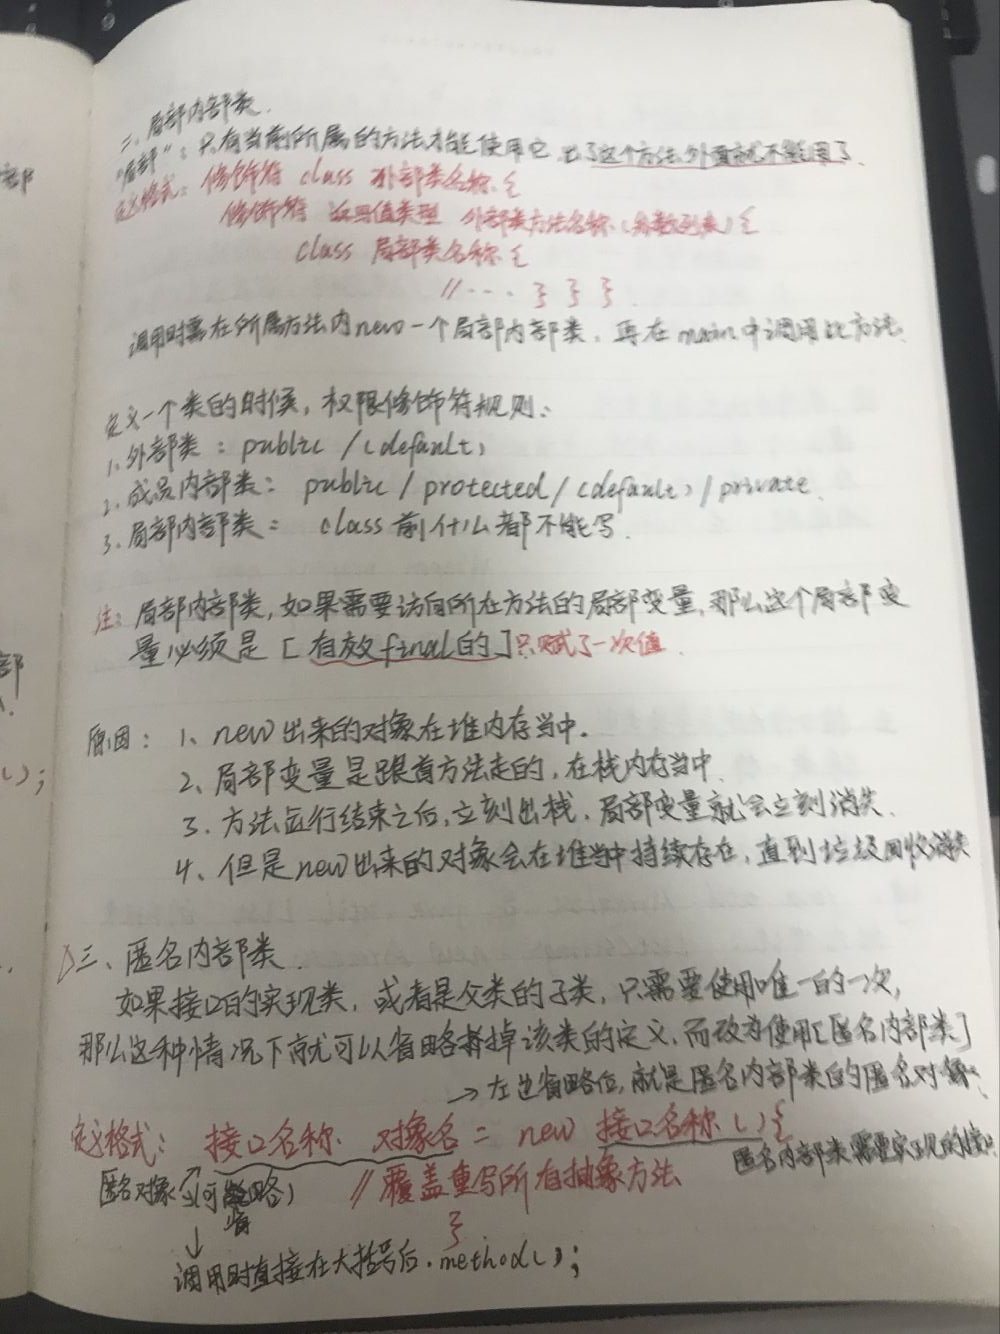 二、局部内部类.
"局部"：只有当前所属的方法才能使用它 出了这个方法外面就不能用了.
定义格式：修饰符 class 外部类名称 {
修饰符 返回值类型 外部类方法名称(参数列表) {
class 局部类名称 {
// ... } } }
调用时需在所属方法内new一个局部内部类，再在main中调用此方法.
定义一个类的时候，权限修饰符规则：
1、外部类：public / (default)
2、成员内部类： public / protected / (default) / private.
3、局部内部类： class前什么都不能写.
注：局部内部类，如果需要访问所在方法的局部变量，那么这个局部变
量必须是 [有效final的] 只赋了一次值.
原因： 1、new出来的对象在堆内存当中.
2、局部变量是跟着方法走的，在栈内存当中.
3、方法运行结束之后，立刻出栈，局部变量就会立刻消失.
4、但是new出来的对象会在堆当中持续存在，直到垃圾回收消失
三、匿名内部类.
如果接口的实现类，或者是父类的子类，只需要使用唯一的一次，
那么这种情况下就可以省略掉该类的定义，而改为使用[匿名内部类]
→ 左边省略位，就是匿名内部类的匿名对象.
定义格式： 接口名称 对象名 = new 接口名称() {
匿名内部类需要实现的接口
匿名对象 (可省略) // 覆盖重写所有抽象方法
}
↓
调用时直接在大括号后.method();
部
部
();